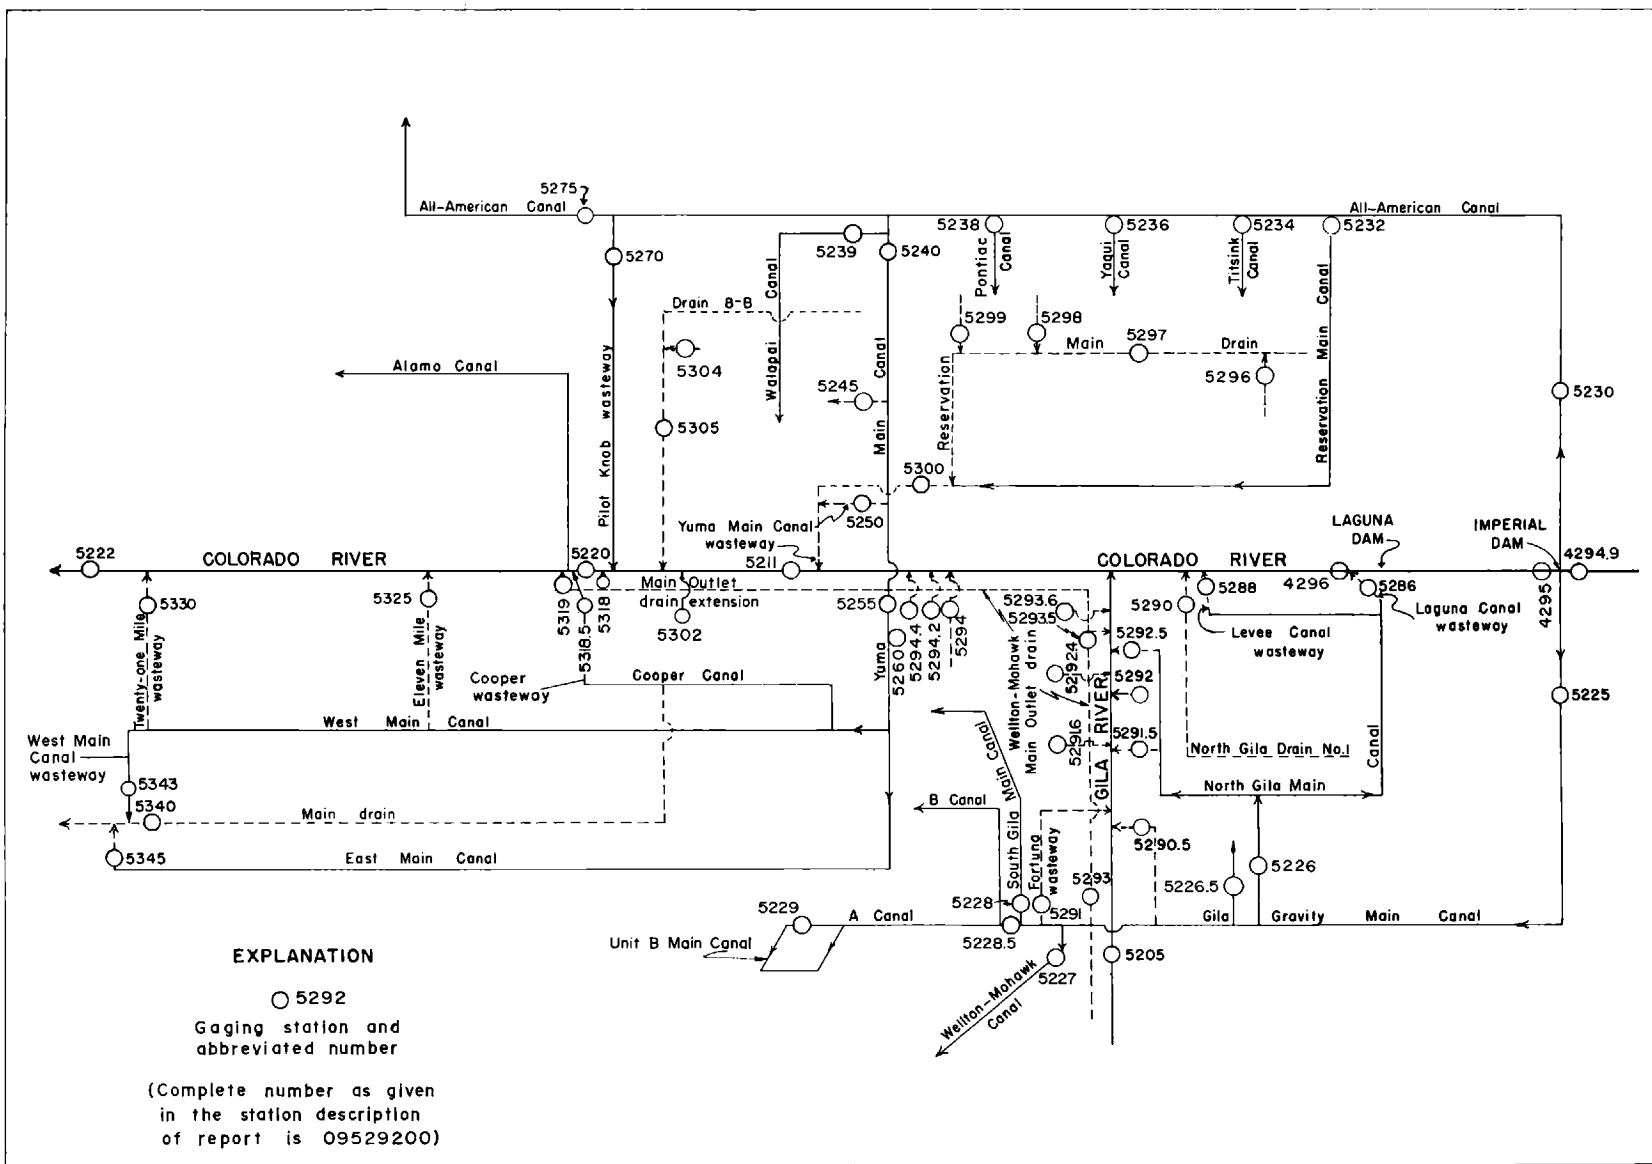 5275
All-American Canal
All-American Canal
5238
5236
5234
5232
5239
5240
5270
Pontiac
Canal
Yaqui
Canal
Titsink
Canal
Reservation Main Canal
Walapai Canal
Drain 8-B
5299
5298
5297
Main Drain
5304
5296
Alamo Canal
Pilot Knob wasteway
5245
Main Canal
Reservation
5230
5305
5300
5250
Yuma Main Canal
wasteway
LAGUNA
DAM
IMPERIAL
DAM
5222
COLORADO RIVER
5220
5211
COLORADO RIVER
4296
4294.9
4295
5286
Laguna Canal
wasteway
Main Outlet
drain extension
5318
5319
5318.5
5302
5330
5325
5255
5260
5294.4
5294.2
5294
5293.6
5293.5
5290
5288
Levee Canal
wasteway
5292.5
5292.4
5292
5291.6
5291.5
Yuma
Twenty-one Mile
wasteway
Eleven Mile
wasteway
Cooper
wasteway
Cooper Canal
West Main Canal
Wellton-Mohawk
Main Outlet drain
GILA RIVER
5225
North Gila Drain No.1
Canal
North Gila Main
West Main
Canal
wasteway
5343
5340
Main drain
5345
East Main Canal
B Canal
South Gila Main Canal
Fortuna
wasteway
5293
5290.5
5226
5226.5
5228
5291
5229
A Canal
5228.5
Gila Gravity Main Canal
Unit B Main Canal
5227
5205
Wellton-Mohawk
Canal
EXPLANATION
5292
Gaging station and
abbreviated number
(Complete number as given
in the station description
of report is 09529200)